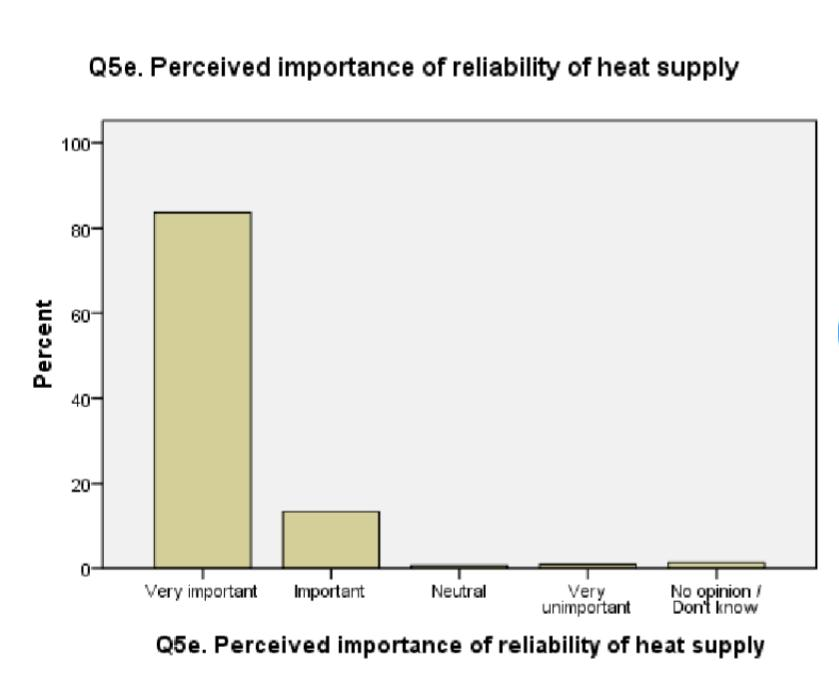 Q5e. Perceived importance of reliability of heat supply
100
80
60
40
20
0
Percent
Very important
Important
Neutral
Very
unimportant
No opinion /
Don't know
Q5e. Perceived importance of reliability of heat supply